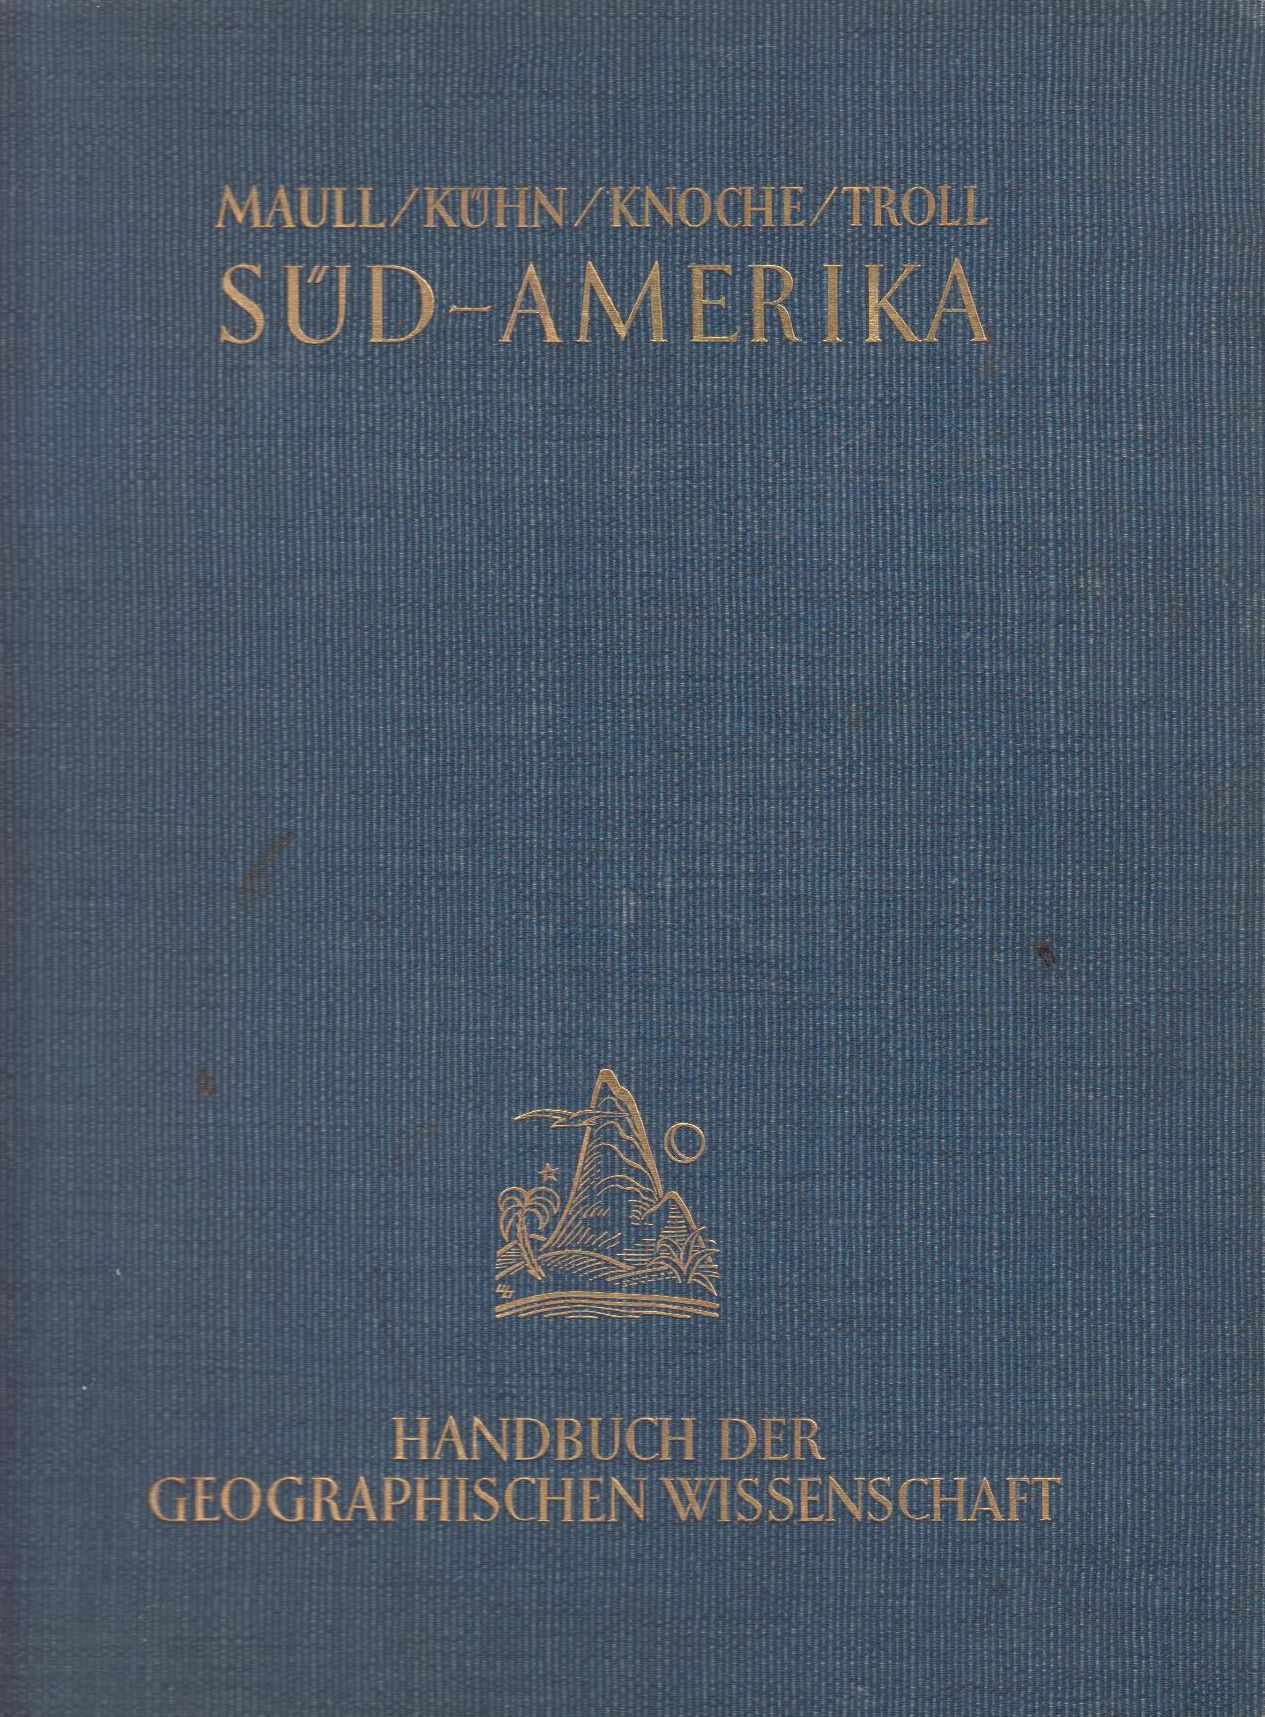 MAULL/KÜHN/KNOCHE/TROLL
SÜD-AMERIKA
HANDBUCH DER
GEOGRAPHISCHEN WISSENSCHAFT